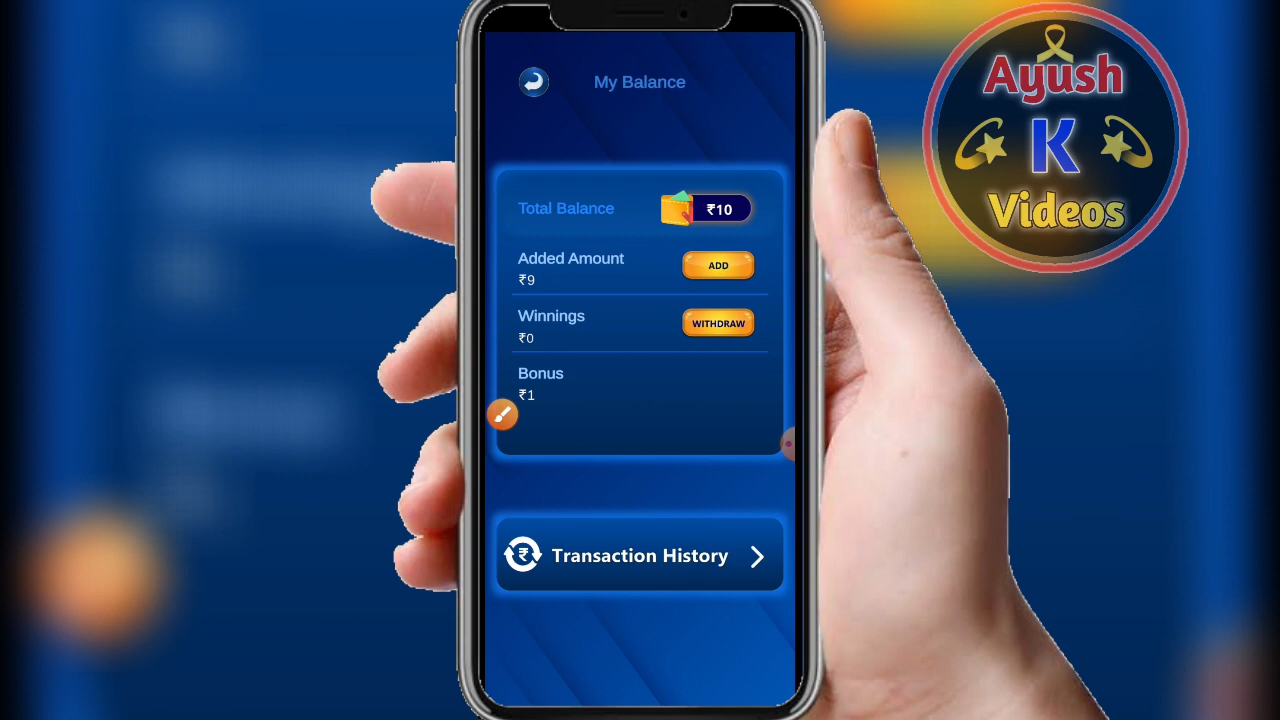 My Balance
Total Balance
₹10
Added Amount
₹9
ADD
Winnings
₹0
WITHDRAW
Bonus
₹1
Transaction History
Ayush
K
Videos